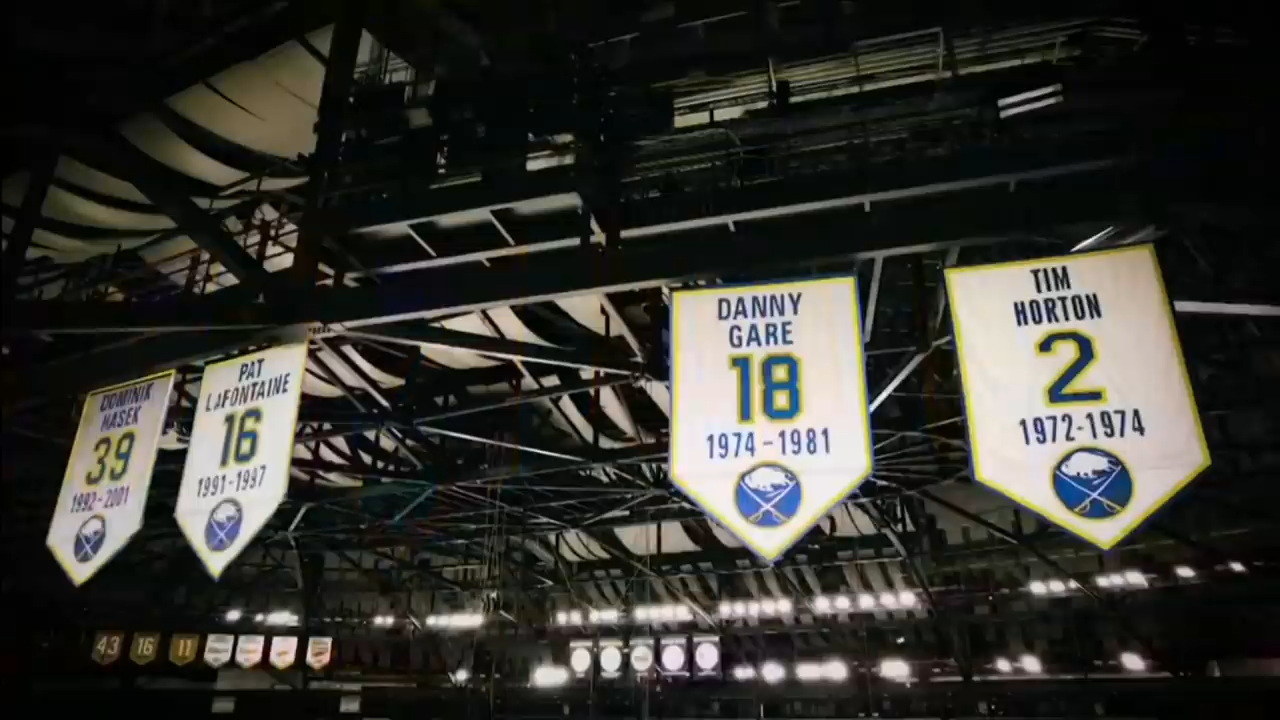 DOMINIK
HASEK
39
1992-2001
PAT
LAFONTAINE
16
1991-1997
DANNY
GARE
18
1974-1981
TIM
HORTON
2
1972-1974
43
16
11